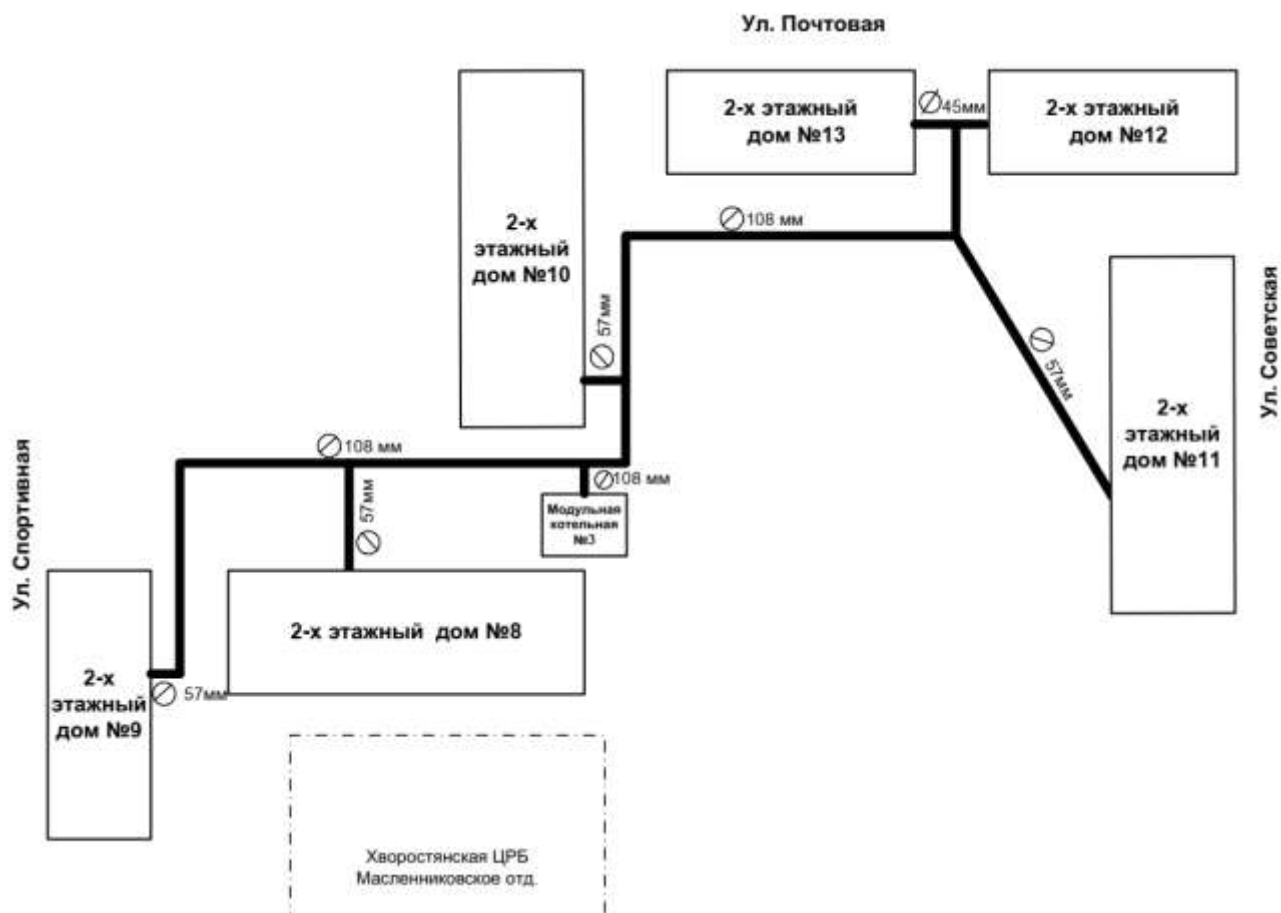 Ул. Почтовая
2-х этажный
дом №13
45мм
2-х этажный
дом №12
108 мм
2-х
этажный
дом №10
57мм
57мм
Ул. Советская
2-х
этажный
дом №11
108 мм
108 мм
57мм
Модульная
котельная
№3
Ул. Спортивная
2-х этажный дом №8
2-х
этажный
дом №9
57мм
Хворостянская ЦРБ
Масленниковское отд.